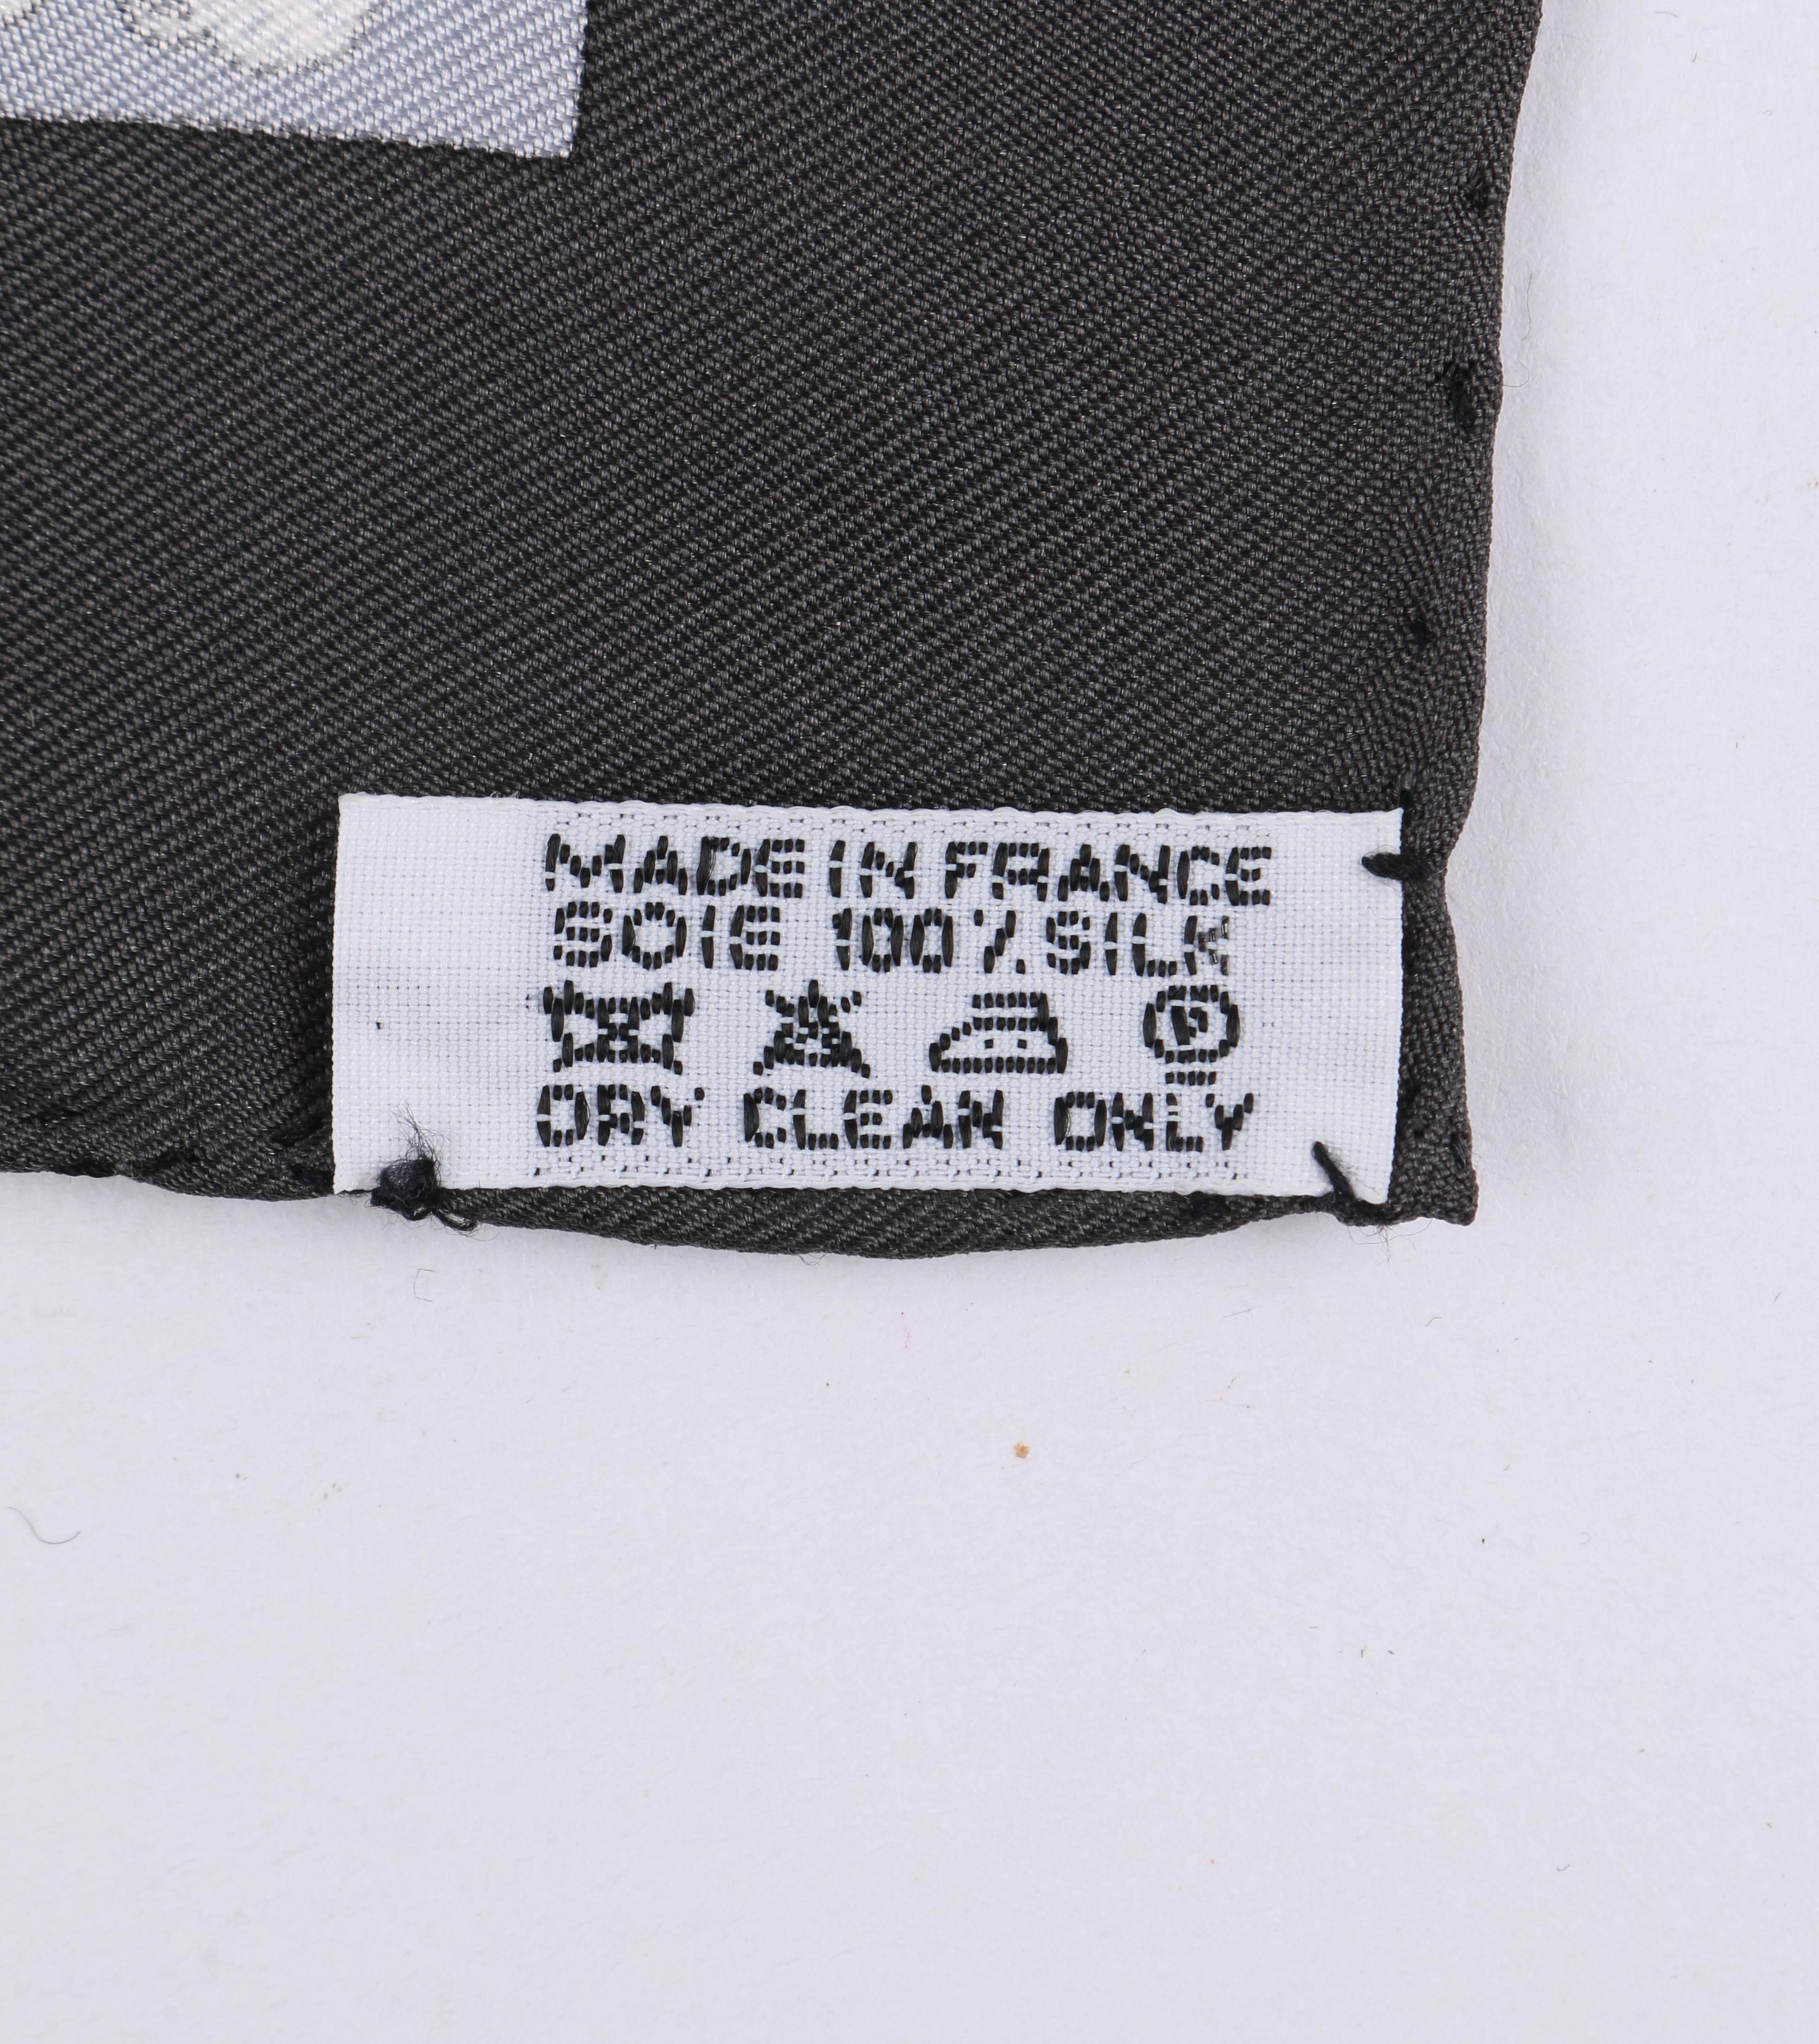 MADE IN FRANCE
SOIE 100% SILK
P
DRY CLEAN ONLY